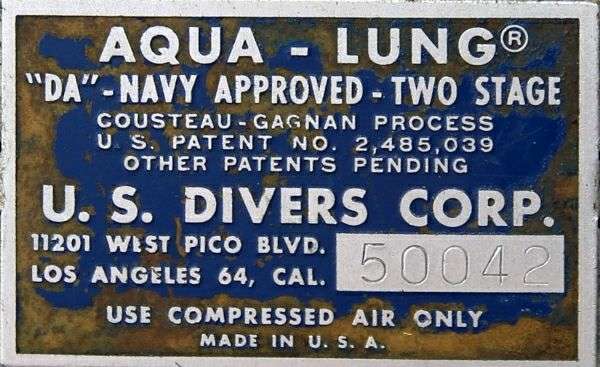 AQUA - LUNG®
"DA" - NAVY APPROVED - TWO STAGE
COUSTEAU - GAGNAN PROCESS
U. S. PATENT NO. 2,485,039
OTHER PATENTS PENDING
U. S. DIVERS CORP.
11201 WEST PICO BLVD.
LOS ANGELES 64, CAL.
50042
USE COMPRESSED AIR ONLY
MADE IN U. S. A.